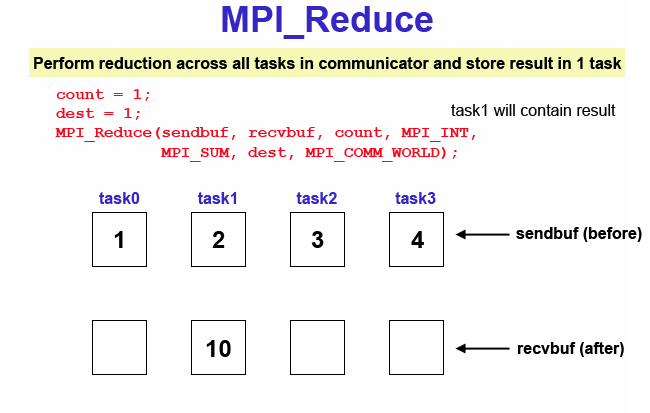 MPI_Reduce
Perform reduction across all tasks in communicator and store result in 1 task
count = 1;
dest = 1;
task1 will contain result
MPI_Reduce(sendbuf, recvbuf, count, MPI_INT,
MPI_SUM, dest, MPI_COMM_WORLD);
task0 task1 task2 task3
1 2 3 4 sendbuf (before)
10 recvbuf (after)